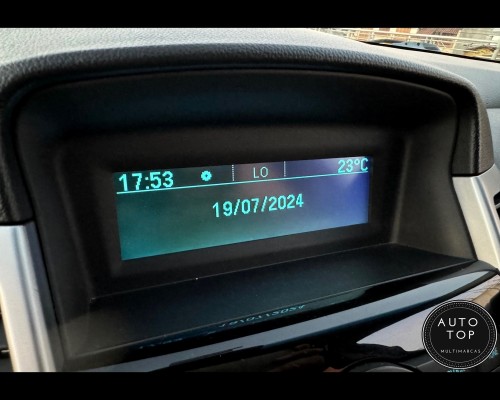 17:53 LO 23°C
19/07/2024
AUTO
TOP
MULTIMARCAS